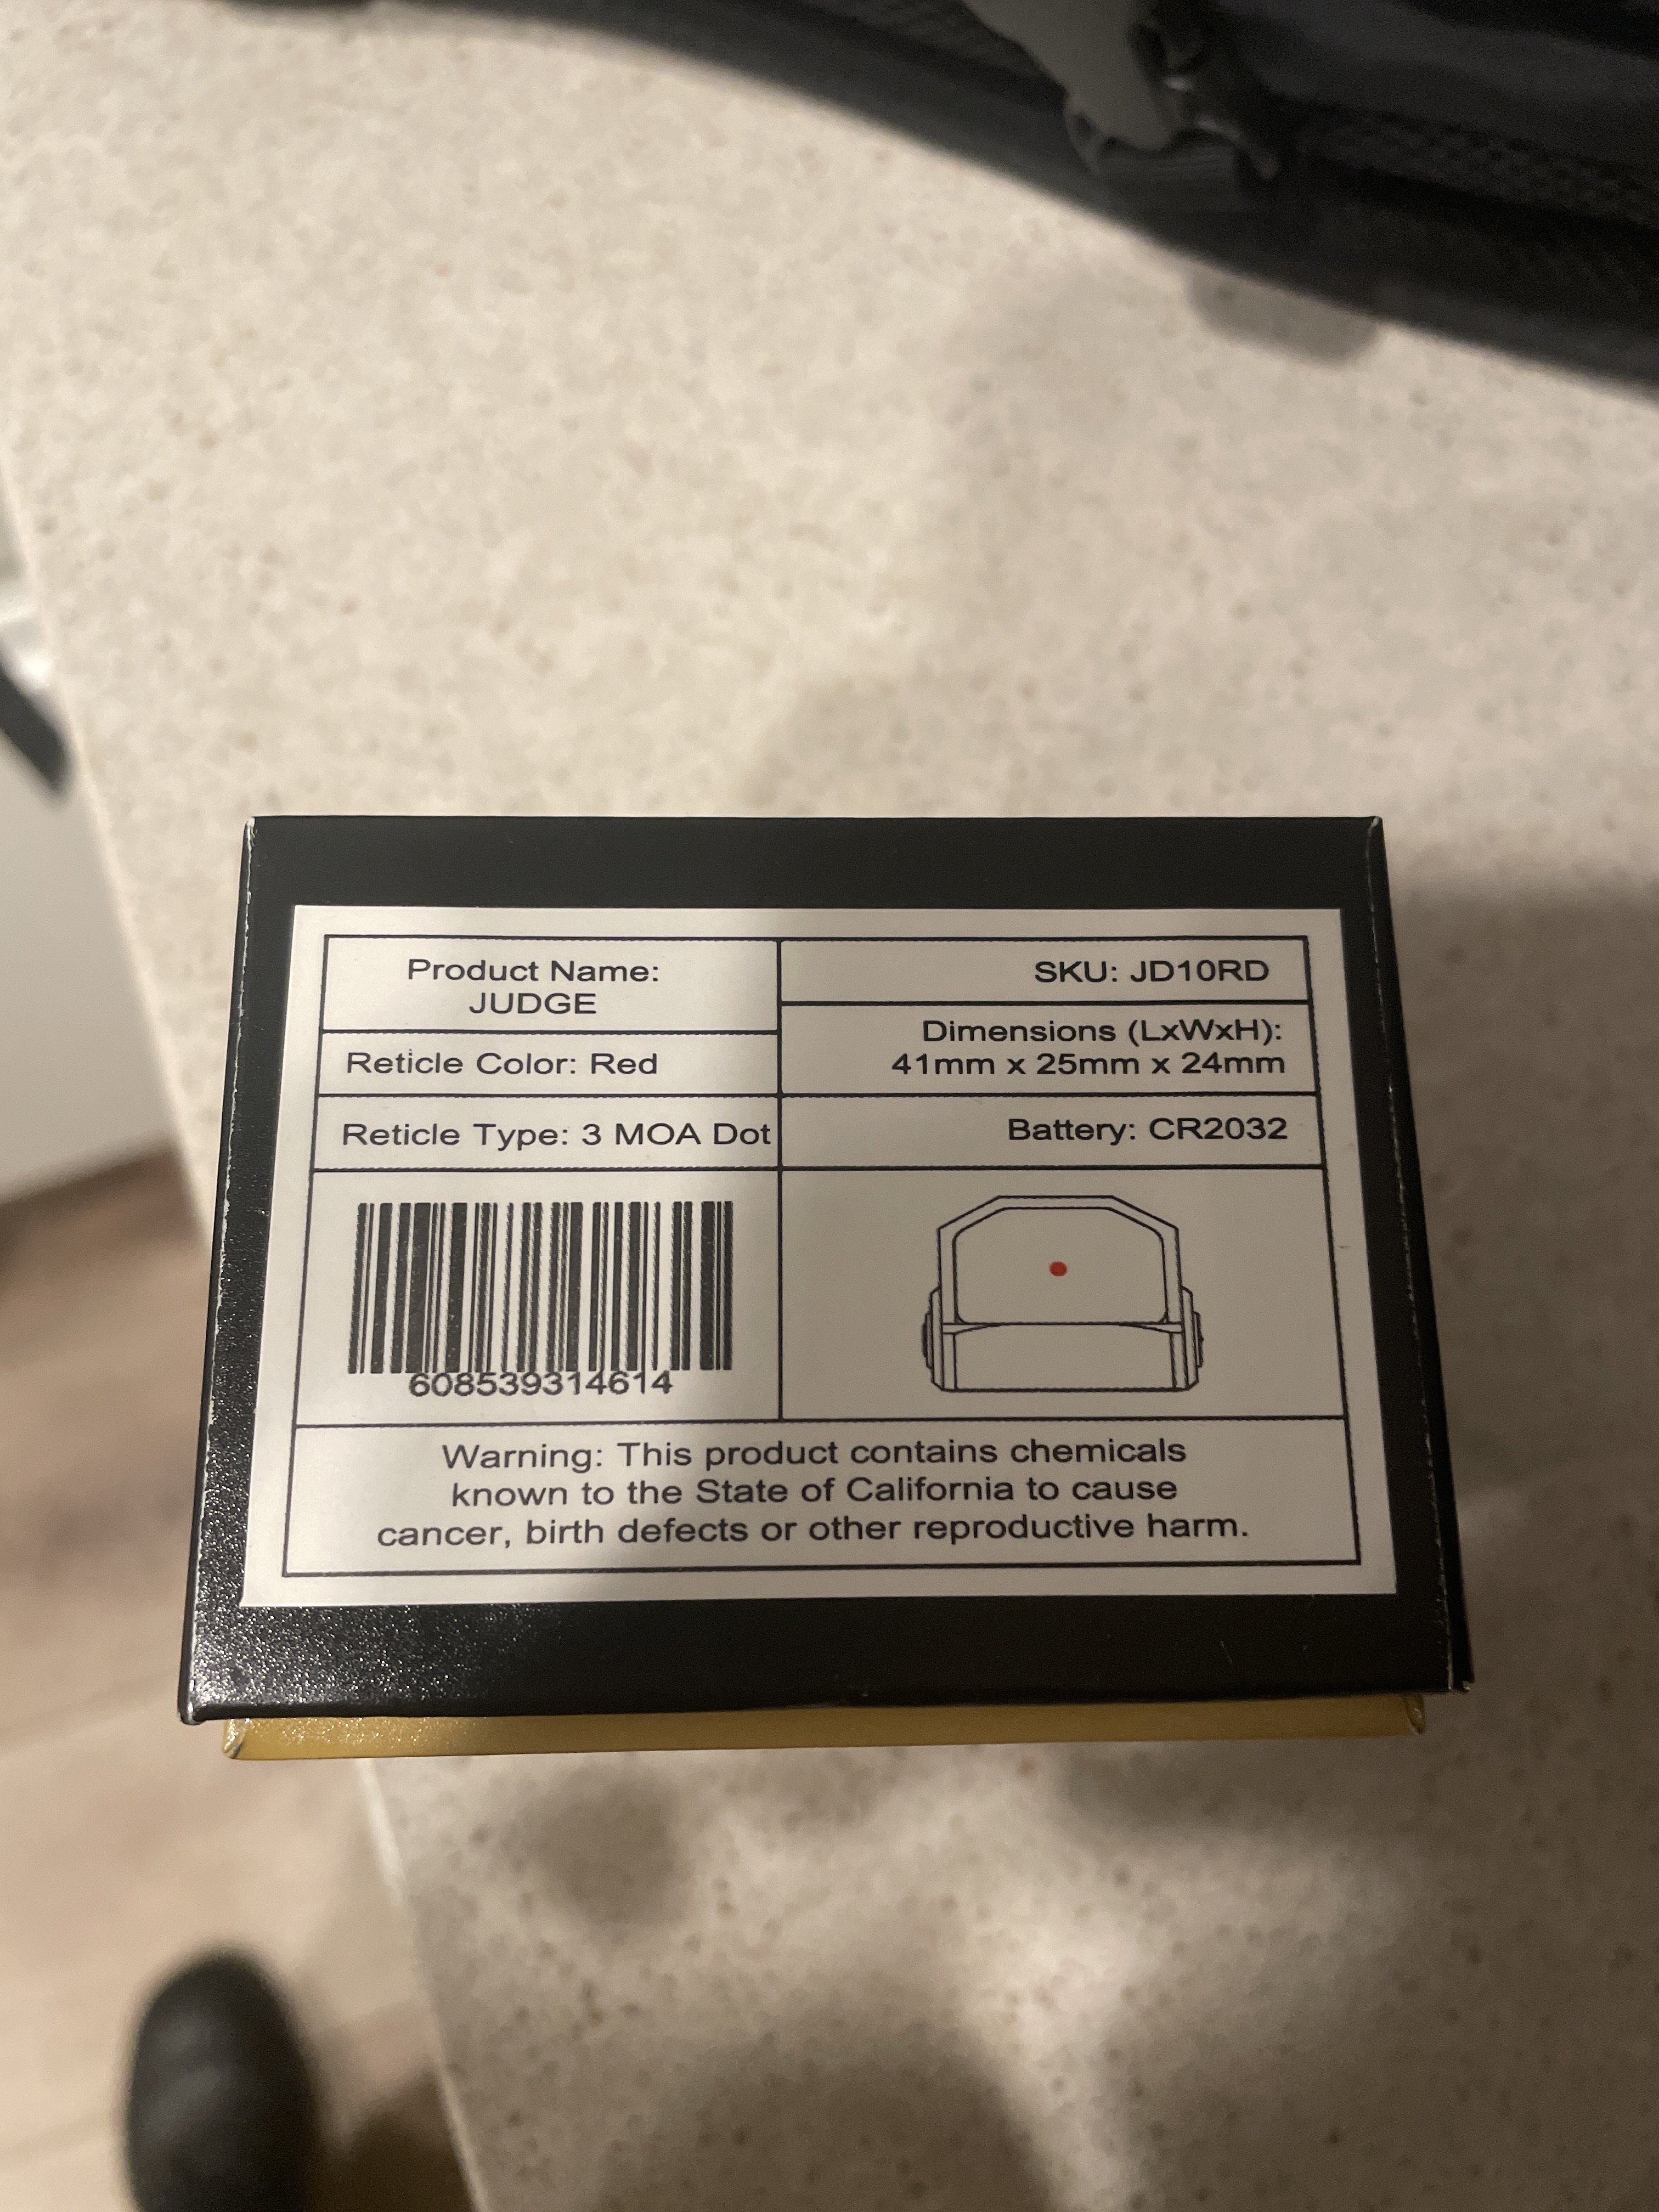 Product Name:
JUDGE
SKU: JD10RD
Dimensions (LxWxH):
41mm x 25mm x 24mm
Reticle Color: Red
Reticle Type: 3 MOA Dot
Battery: CR2032
608539314614
Warning: This product contains chemicals
known to the State of California to cause
cancer, birth defects or other reproductive harm.